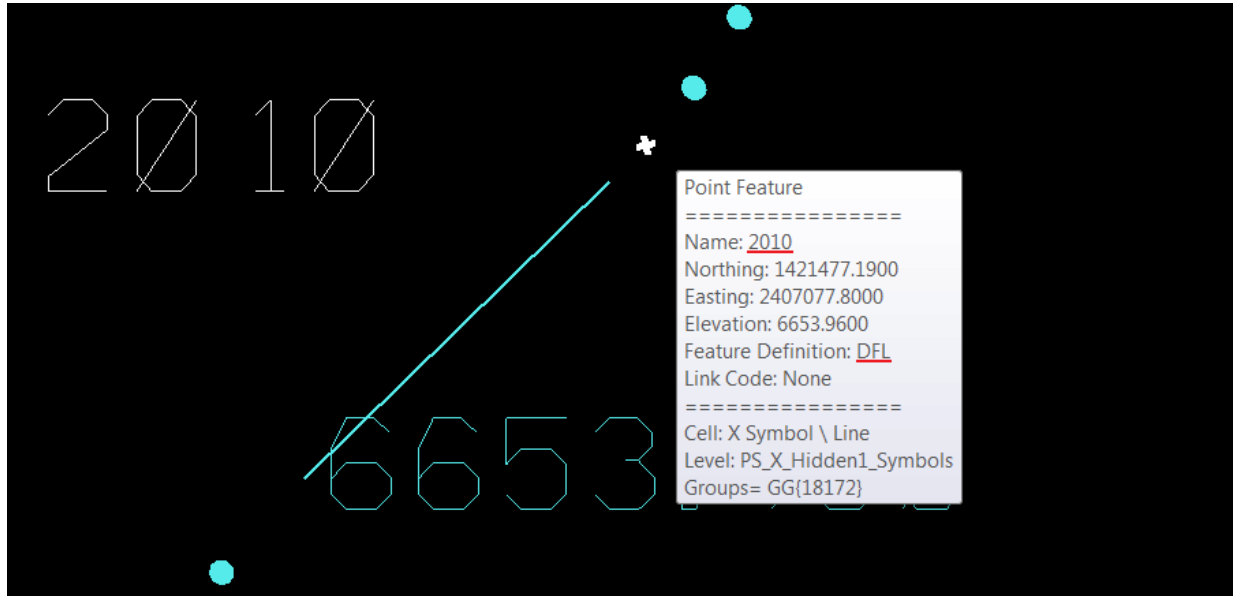 2010
Point Feature
================
Name: 2010
Northing: 1421477.1900
Easting: 2407077.8000
Elevation: 6653.9600
Feature Definition: DFL
Link Code: None
================
Cell: X Symbol \ Line
Level: PS_X_Hidden1_Symbols
Groups= GG{18172}
6653